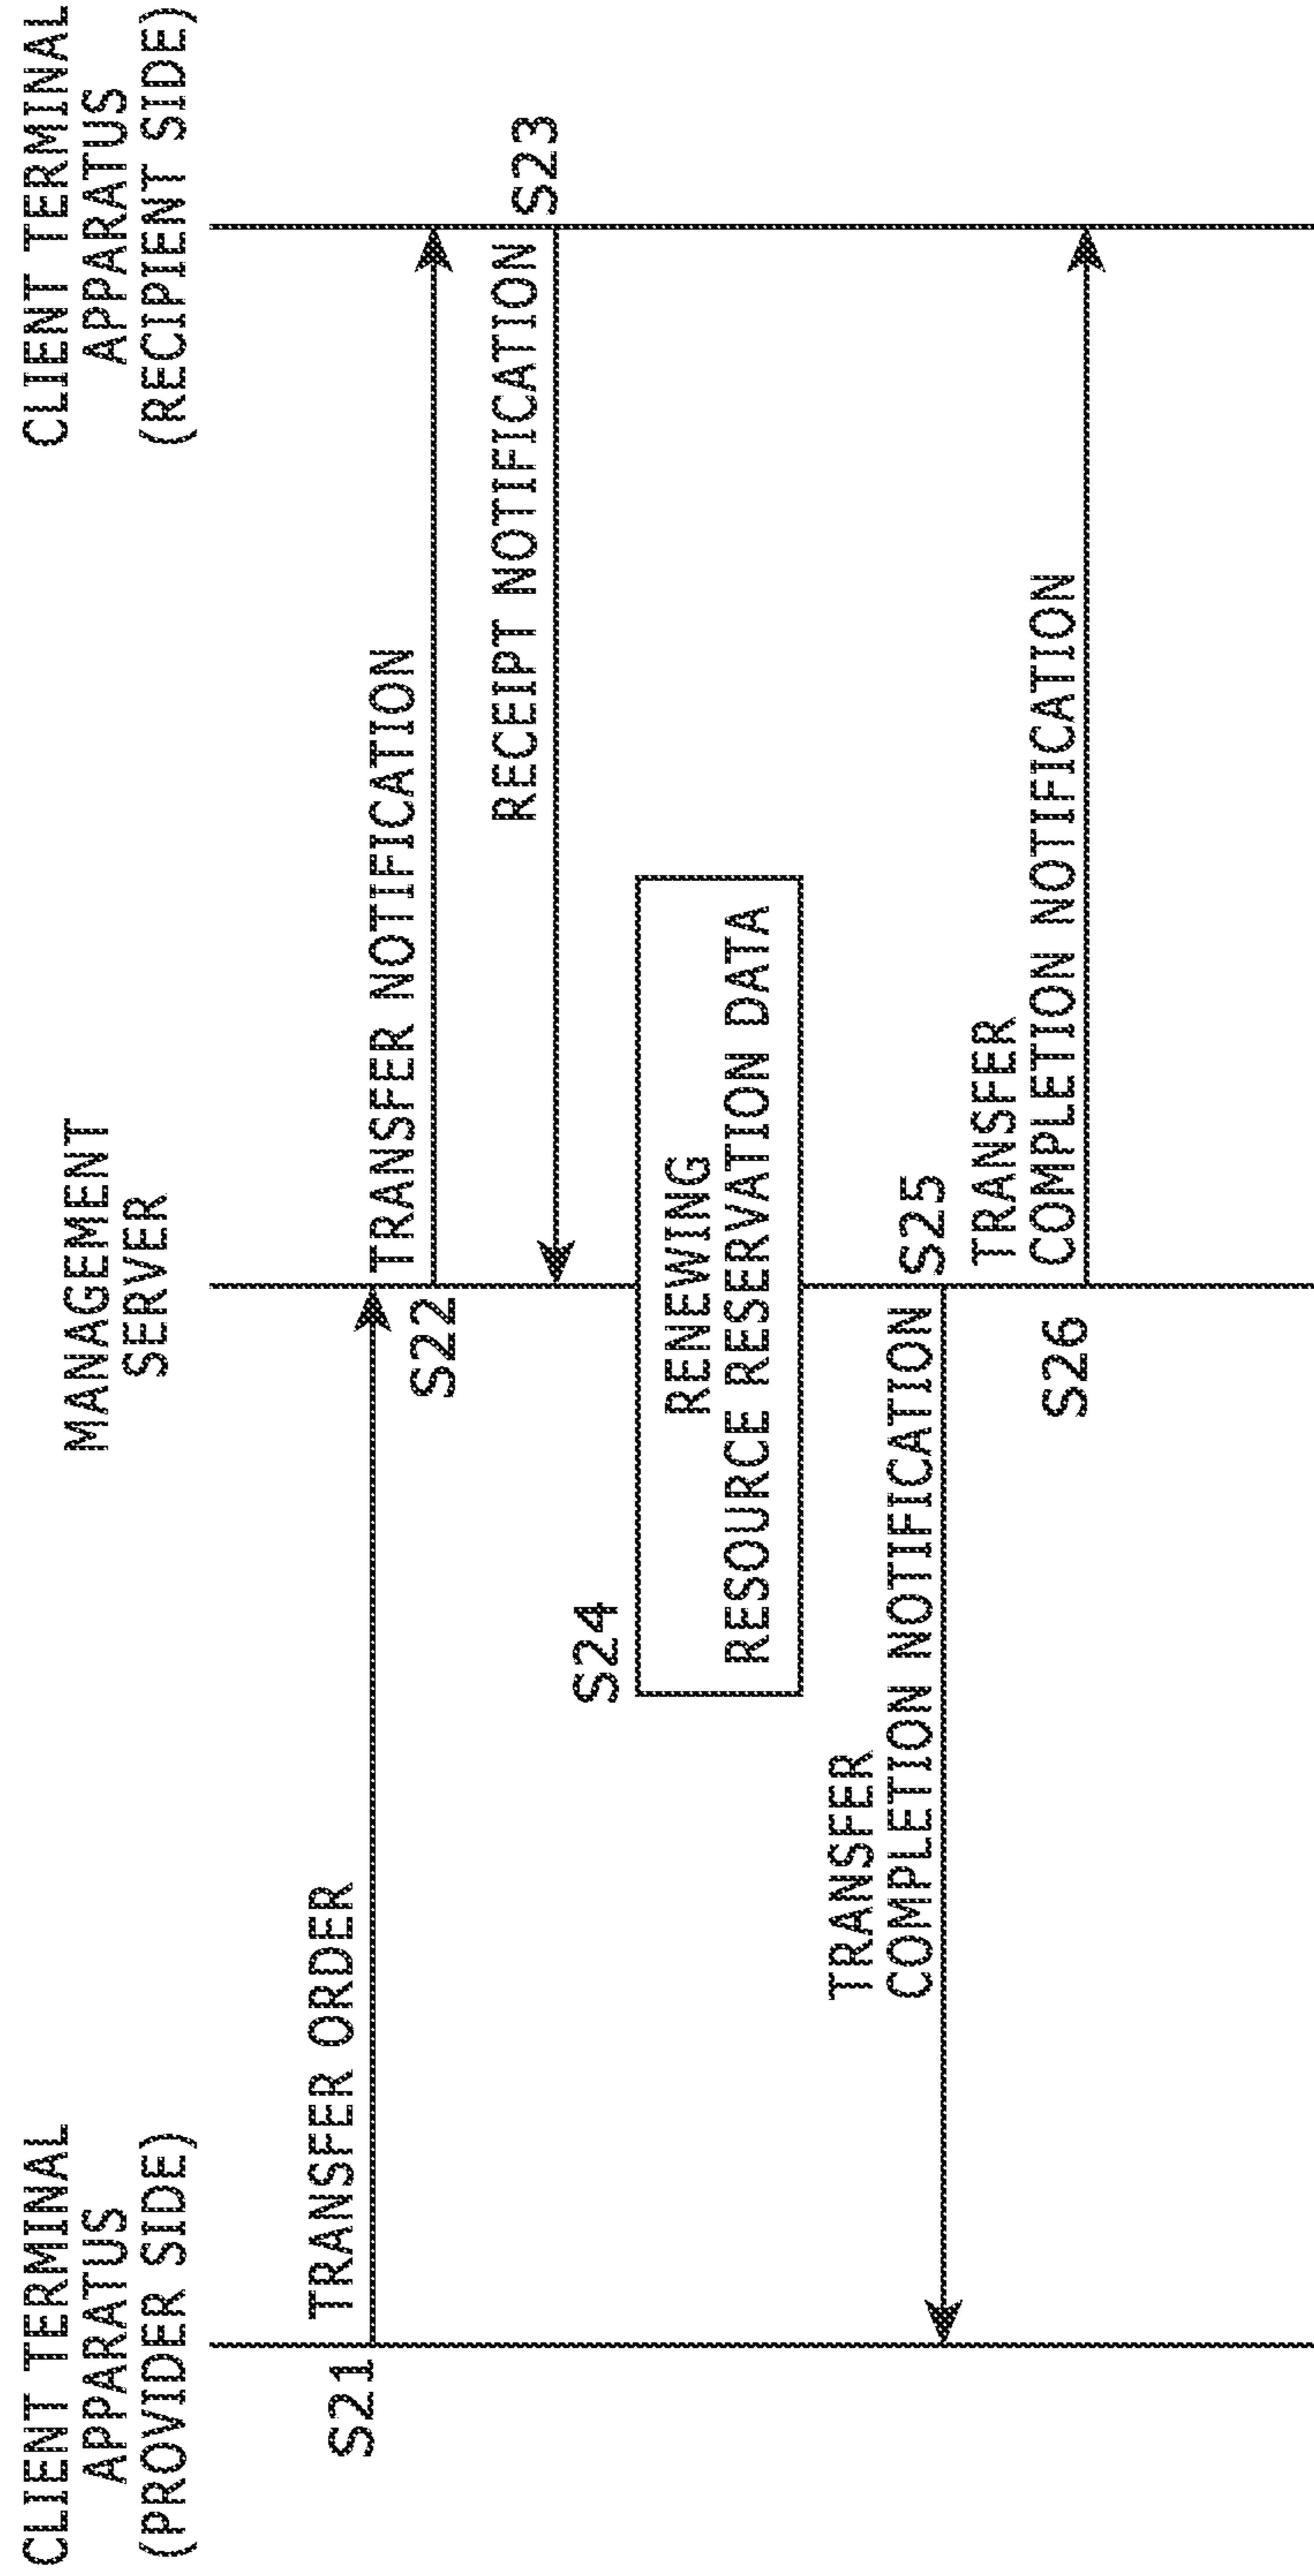 CLIENT TERMINAL
APPARATUS
(PROVIDER SIDE)
MANAGEMENT
SERVER
CLIENT TERMINAL
APPARATUS
(RECIPIENT SIDE)
S21
TRANSFER ORDER
S22
TRANSFER NOTIFICATION
RECEIPT NOTIFICATION
S23
S24
RENEWING
RESOURCE RESERVATION DATA
TRANSFER
COMPLETION NOTIFICATION
S25
S26
TRANSFER
COMPLETION NOTIFICATION